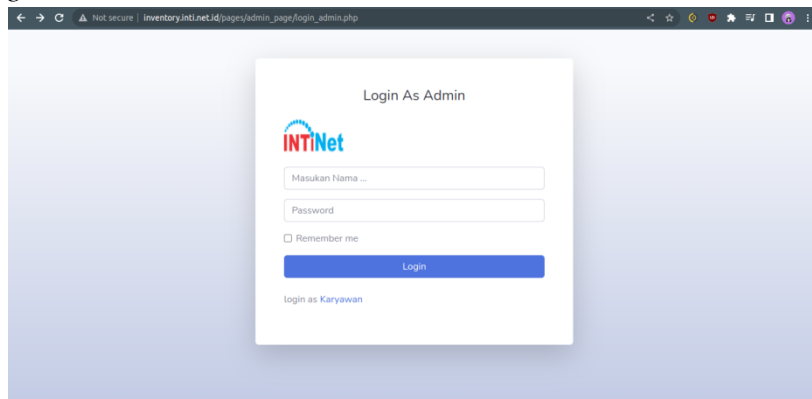 Not secure | inventory.inti.net.id/pages/admin_page/login_admin.php
Login As Admin
INTiNet
Masukan Nama ...
Password
Remember me
Login
login as Karyawan